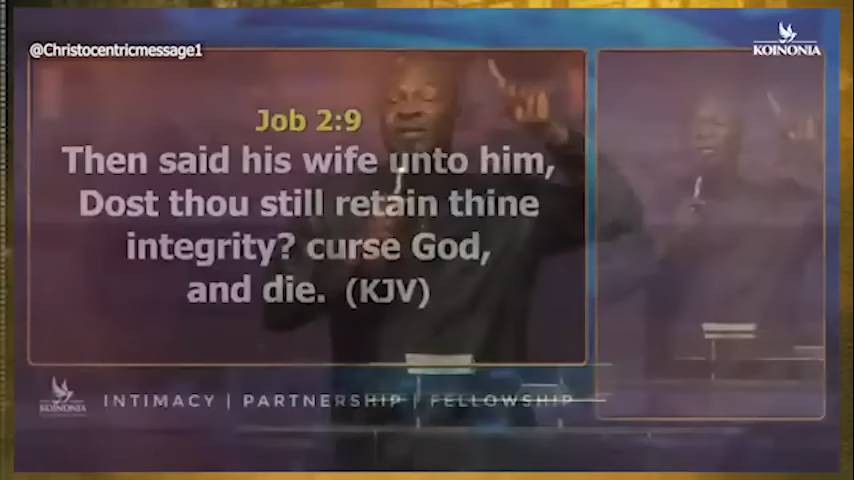 @Christocentricmessage1
KOINONIA
Job 2:9
Then said his wife unto him,
Dost thou still retain thine
integrity? curse God,
and die. (KJV)
KOINONIA
INTIMACY | PARTNERSHIP | FELLOWSHIP